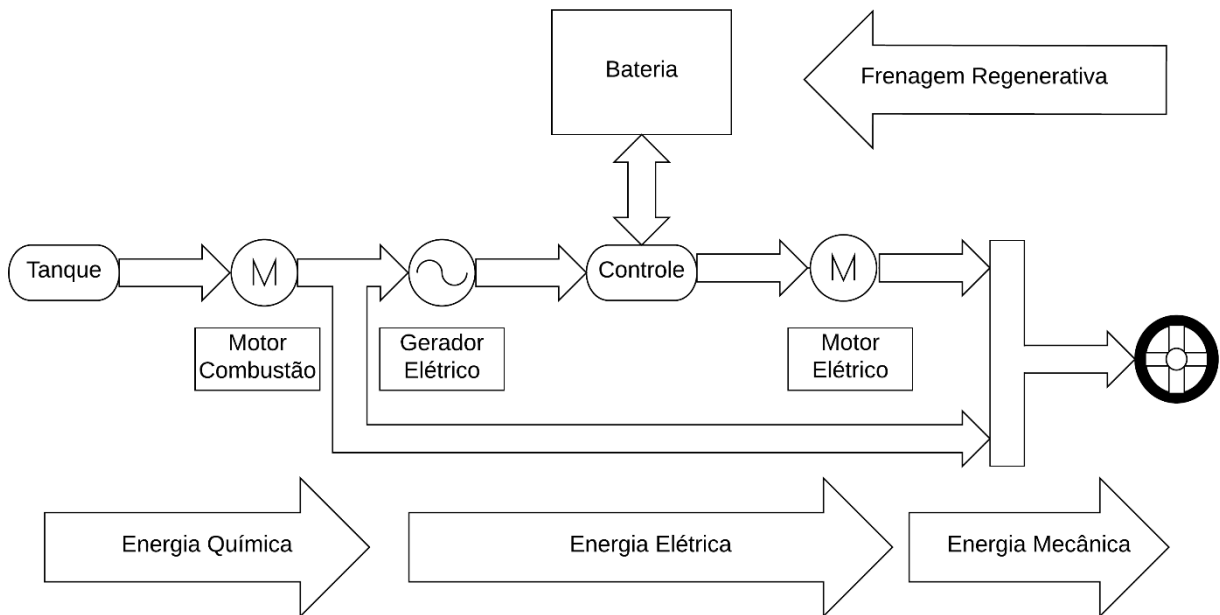 Bateria
Frenagem Regenerativa
Tanque
M
Controle
M
Motor
Combustão
Gerador
Elétrico
Motor
Elétrico
Energia Química
Energia Elétrica
Energia Mecânica